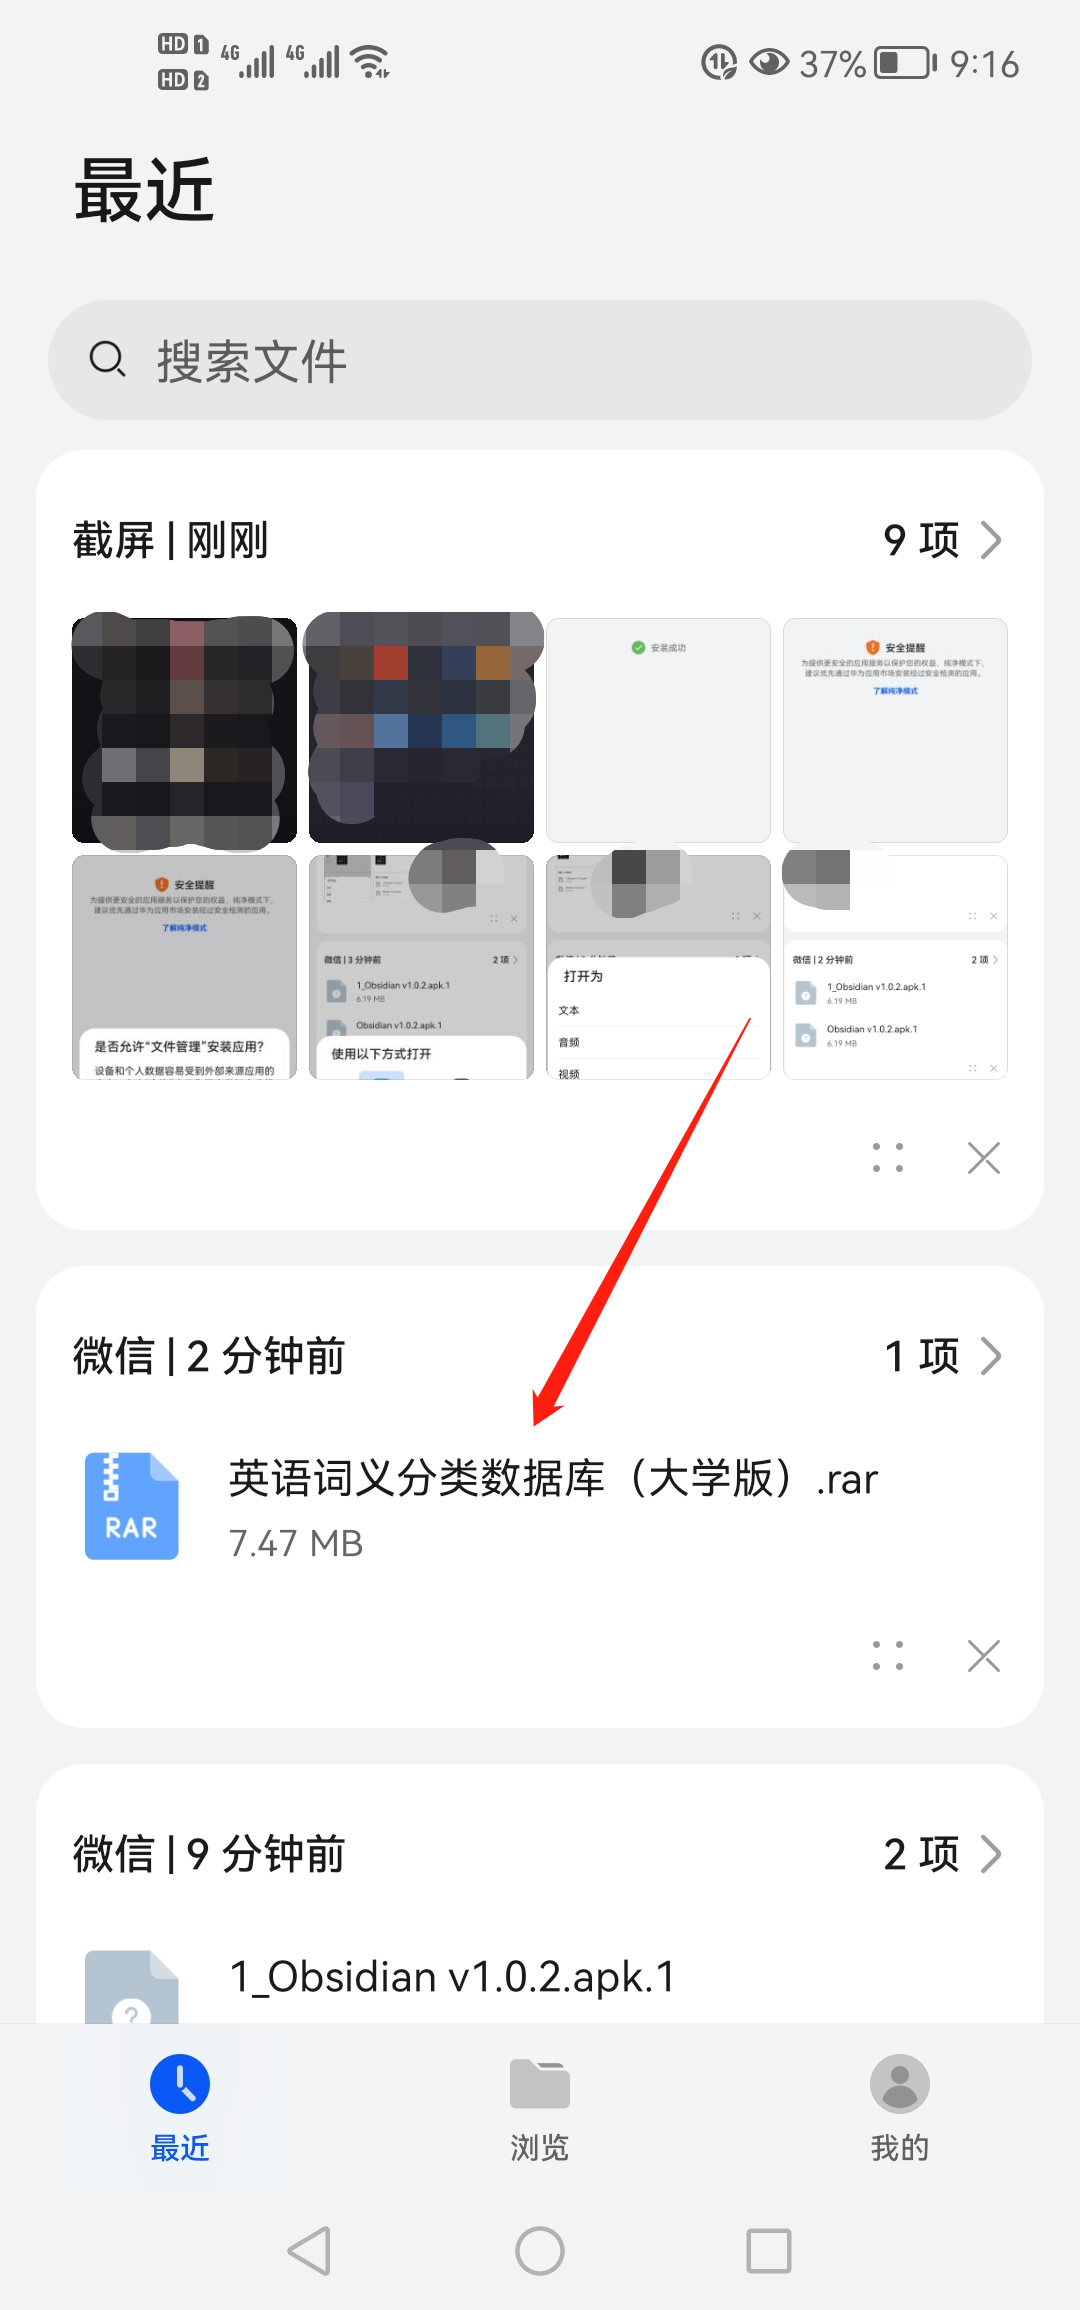 HD 1 4G 4G 37% 9:16
HD 2
最近
搜索文件
截屏 | 刚刚 9 项
安装成功
安全提醒
为提供更安全的应用服务以保护您的权益，纯净模式下，
建议优先通过华为应用市场安装经过安全检测的应用。
了解纯净模式
安全提醒
为提供更安全的应用服务以保护您的权益，纯净模式下，
建议优先通过华为应用市场安装经过安全检测的应用。
了解纯净模式
是否允许“文件管理”安装应用？
设备和个人数据容易受到外部来源应用的
微信 | 3 分钟前 2 项
1_Obsidian v1.0.2.apk.1
6.19 MB
Obsidian v1.0.2.apk.1
使用以下方式打开
打开为
文本
音频
视频
微信 | 2 分钟前 2 项
1_Obsidian v1.0.2.apk.1
6.19 MB
Obsidian v1.0.2.apk.1
6.19 MB
微信 | 2 分钟前 1 项
RAR
英语词义分类数据库（大学版）.rar
7.47 MB
微信 | 9 分钟前 2 项
1_Obsidian v1.0.2.apk.1
最近 浏览 我的